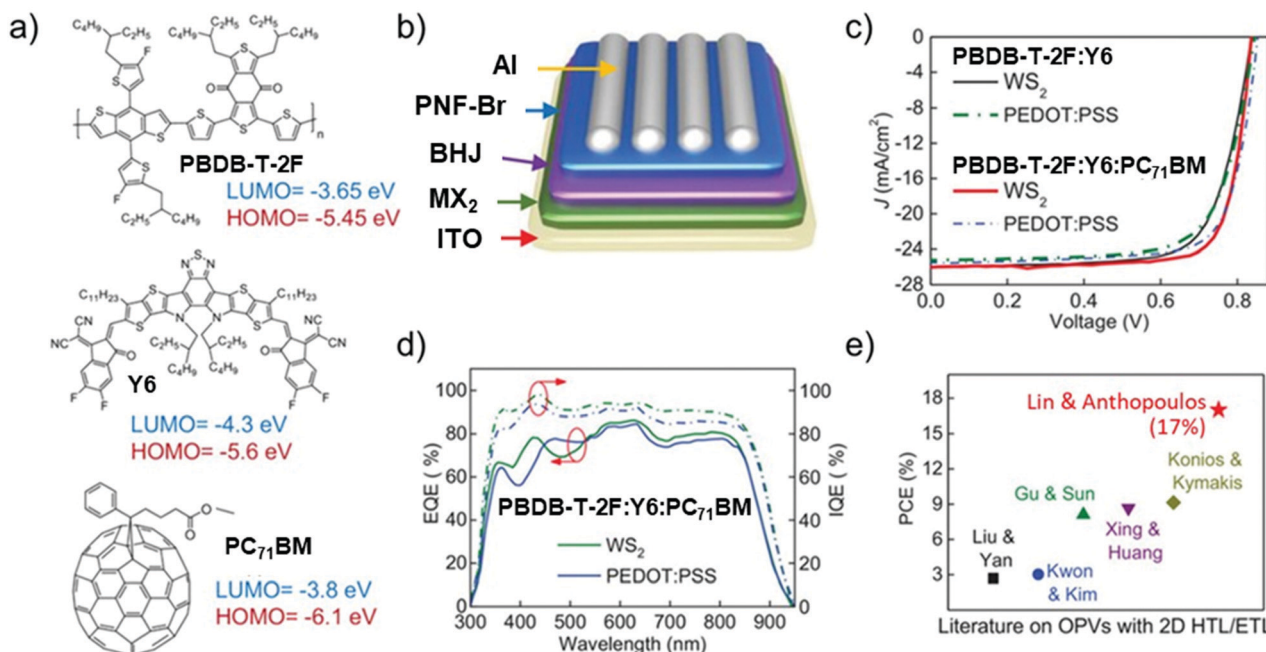 a)
C4H9
C2H5
F
S
S
S
S
F
C2H5
C4H9
C2H5
C4H9
C2H5
C4H9
O
O
S
S
S
n
PBDB-T-2F
LUMO= -3.65 eV
HOMO= -5.45 eV
N
S
N
C11H23
C11H23
S
S
S
S
N
N
CN
NC
O
C2H5
C4H9
C2H5
C4H9
O
CN
CN
F
F
F
F
Y6
LUMO= -4.3 eV
HOMO= -5.6 eV
O
O
PC71BM
LUMO= -3.8 eV
HOMO= -6.1 eV
b)
Al
PNF-Br
BHJ
MX2
ITO
c)
PBDB-T-2F:Y6
WS2
PEDOT:PSS
PBDB-T-2F:Y6:PC71BM
WS2
PEDOT:PSS
0
-4
-8
-12
-16
-20
-24
-28
J (mA/cm2)
0.0 0.2 0.4 0.6 0.8
Voltage (V)
d)
100
80
60
40
20
0
EQE ( %)
100
80
60
40
20
0
IQE ( %)
PBDB-T-2F:Y6:PC71BM
WS2
PEDOT:PSS
300 400 500 600 700 800 900
Wavelength (nm)
e)
18
15
12
9
6
3
PCE (%)
Lin & Anthopoulos
(17%)
Konios &
Kymakis
Gu & Sun
Xing &
Huang
Liu &
Yan
Kwon
& Kim
Literature on OPVs with 2D HTL/ETL